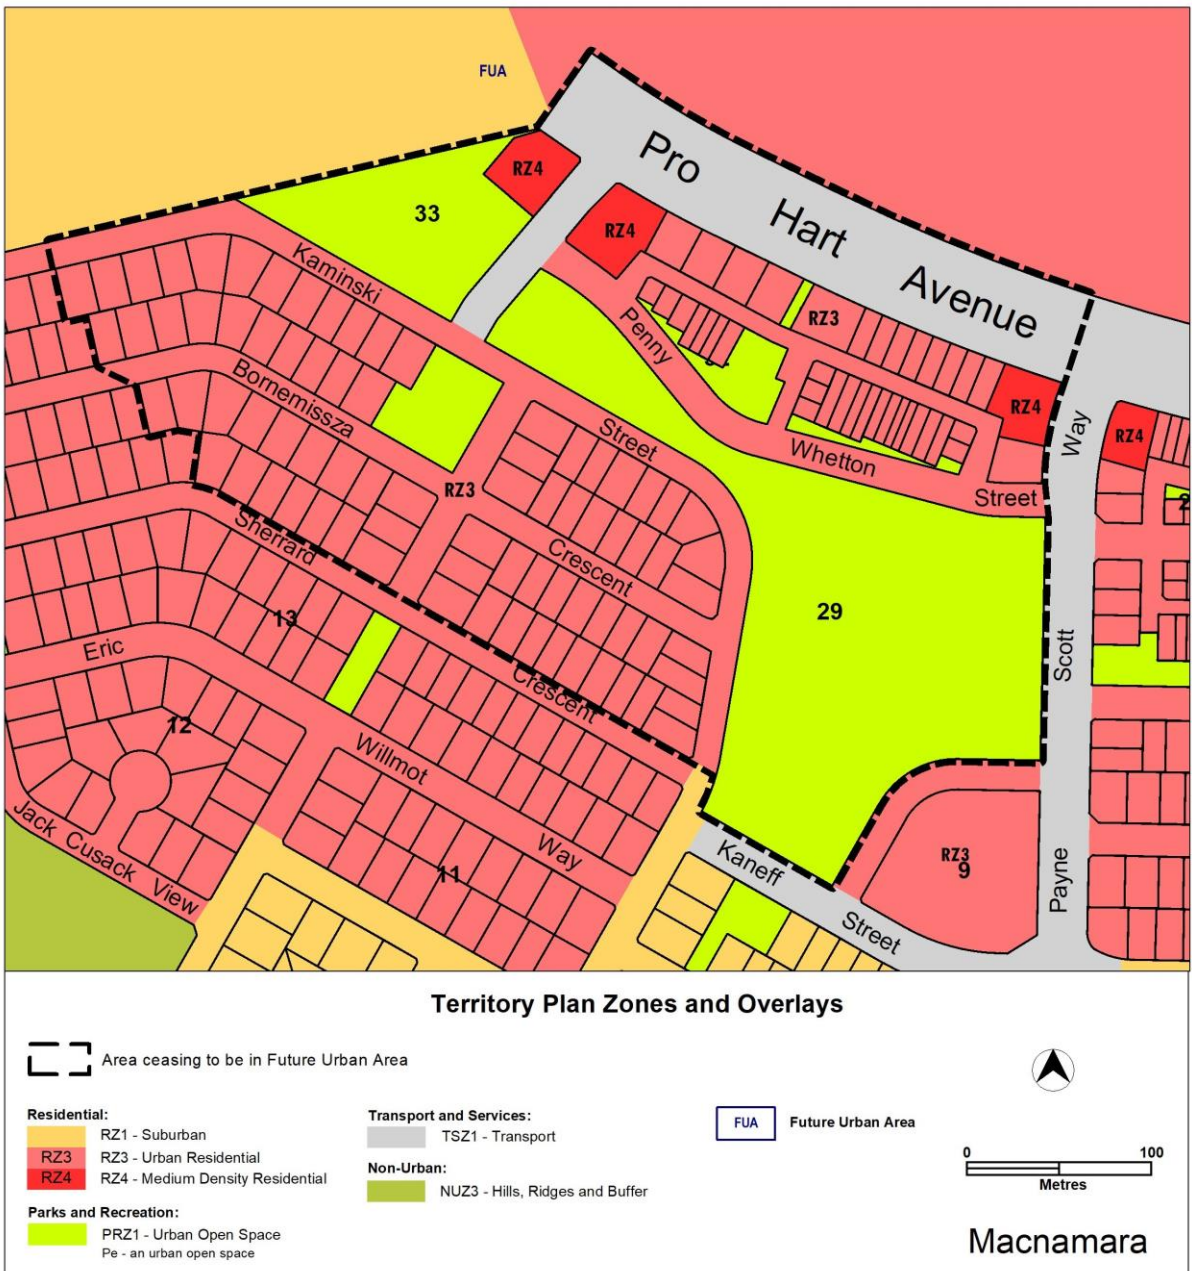 FUA
Pro Hart Avenue
RZ4
33
RZ4
Kaminski
RZ3
Penny
RZ4
RZ4
Way
Bornemissza
Street
Whetton
RZ3
Street
Sherrard
Crescent
13
29
Eric
Scott
Crescent
12
Willmot
Jack Cusack View
Way
Kaneff
RZ3
9
11
Payne
Street
Territory Plan Zones and Overlays
Area ceasing to be in Future Urban Area
Residential:
RZ1 - Suburban
RZ3 RZ3 - Urban Residential
RZ4 RZ4 - Medium Density Residential
Parks and Recreation:
PRZ1 - Urban Open Space
Pe - an urban open space
Transport and Services:
TSZ1 - Transport
Non-Urban:
NUZ3 - Hills, Ridges and Buffer
FUA Future Urban Area
0 100
Metres
Macnamara